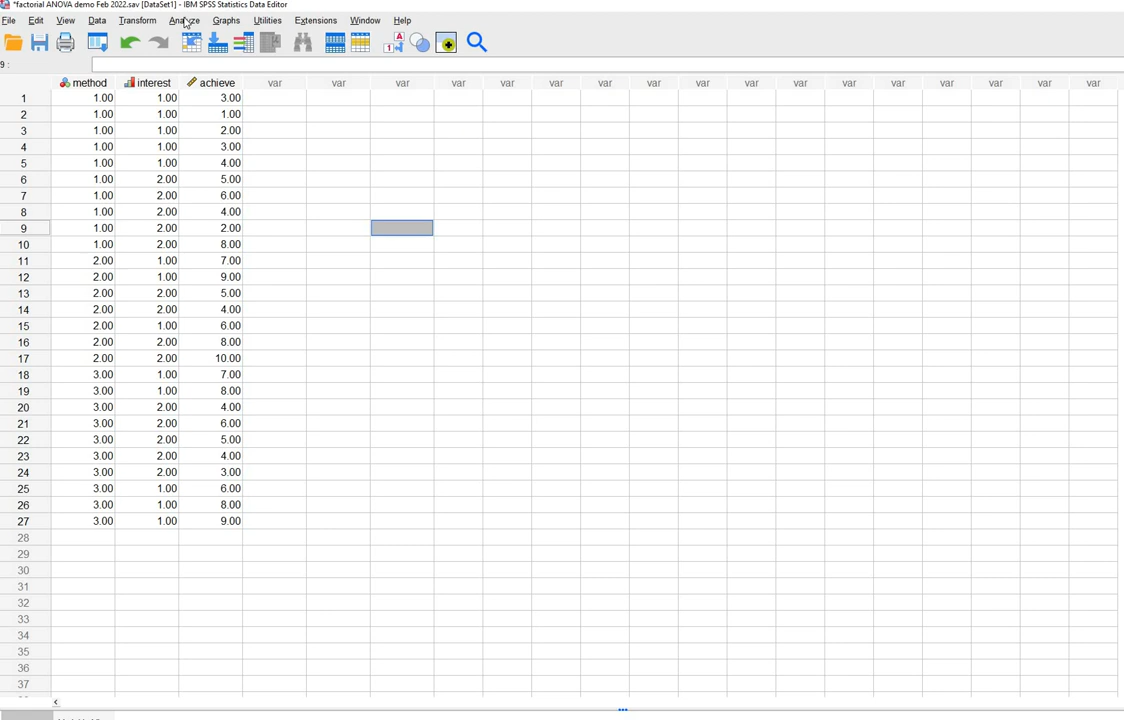 *factorial ANOVA demo Feb 2022.sav [DataSet1] - IBM SPSS Statistics Data Editor
File Edit View Data Transform Analyze Graphs Utilities Extensions Window Help
9 :
method interest achieve var var var var var var var var var var var var var var var
1 1.00 1.00 3.00
2 1.00 1.00 1.00
3 1.00 1.00 2.00
4 1.00 1.00 3.00
5 1.00 1.00 4.00
6 1.00 2.00 5.00
7 1.00 2.00 6.00
8 1.00 2.00 4.00
9 1.00 2.00 2.00
10 1.00 2.00 8.00
11 2.00 1.00 7.00
12 2.00 1.00 9.00
13 2.00 2.00 5.00
14 2.00 2.00 4.00
15 2.00 1.00 6.00
16 2.00 2.00 8.00
17 2.00 2.00 10.00
18 3.00 1.00 7.00
19 3.00 1.00 8.00
20 3.00 2.00 4.00
21 3.00 2.00 6.00
22 3.00 2.00 5.00
23 3.00 2.00 4.00
24 3.00 2.00 3.00
25 3.00 1.00 6.00
26 3.00 1.00 8.00
27 3.00 1.00 9.00
28
29
30
31
32
33
34
35
36
37